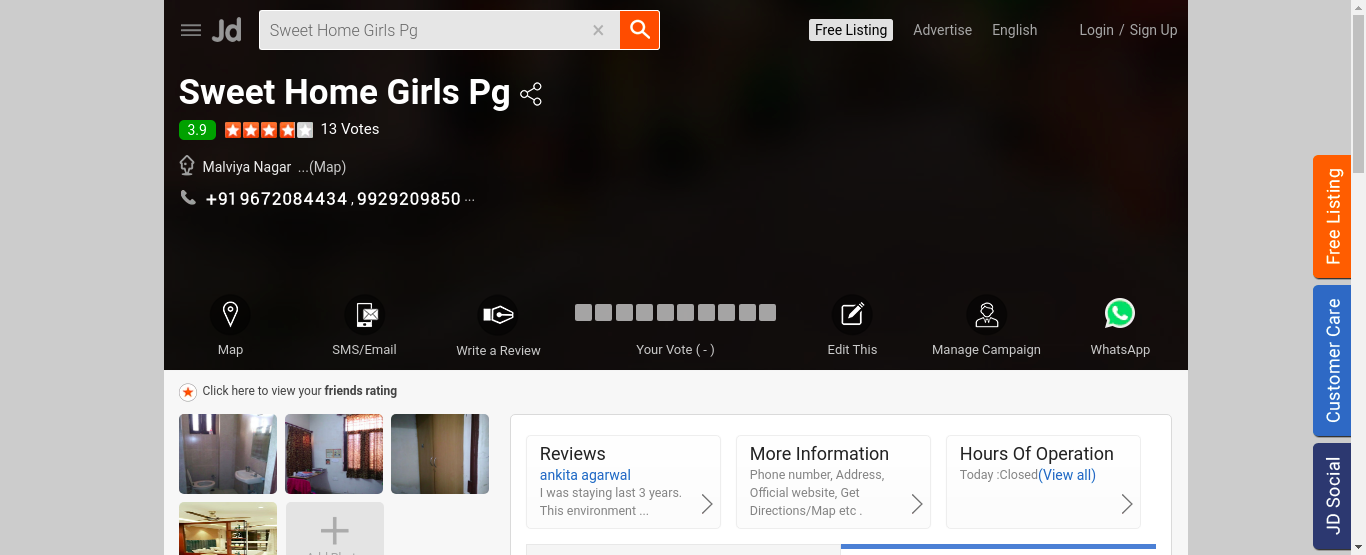 Jd
Sweet Home Girls Pg ×
Free Listing Advertise English Login / Sign Up
Sweet Home Girls Pg
3.9 13 Votes
Malviya Nagar ...(Map)
+919672084434 , 9929209850 ...
Map SMS/Email Write a Review Your Vote ( - ) Edit This Manage Campaign WhatsApp
Click here to view your friends rating
Reviews
ankita agarwal
I was staying last 3 years.
This environment ...
More Information
Phone number, Address,
Official website, Get
Directions/Map etc .
Hours Of Operation
Today :Closed(View all)
Add Photo
Free Listing
Customer Care
JD Social